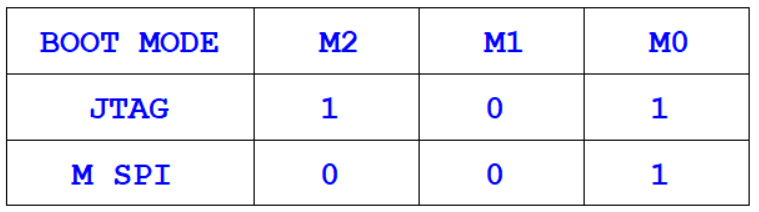 BOOT MODE M2 M1 M0
JTAG 1 0 1
M SPI 0 0 1